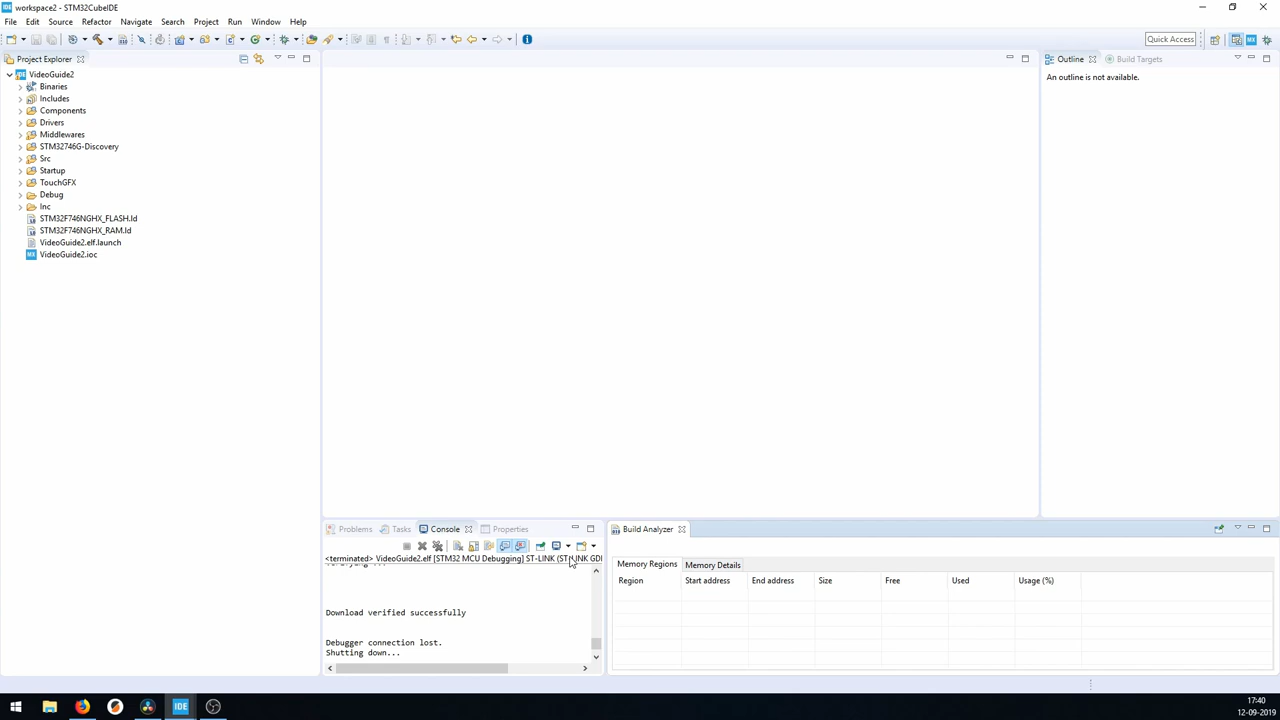 IDE workspace2 - STM32CubeIDE
File Edit Source Refactor Navigate Search Project Run Window Help
Quick Access
MX
Project Explorer
Outline
Build Targets
An outline is not available.
VideoGuide2
Binaries
Includes
Components
Drivers
Middlewares
STM32746G-Discovery
Src
Startup
TouchGFX
Debug
Inc
STM32F746NGHX_FLASH.ld
STM32F746NGHX_RAM.ld
VideoGuide2.elf.launch
MX VideoGuide2.ioc
Problems Tasks Console Properties
<terminated> VideoGuide2.elf [STM32 MCU Debugging] ST-LINK (ST-LINK GDI
Download verified successfully
Debugger connection lost.
Shutting down...
Build Analyzer
Memory Regions Memory Details
Region Start address End address Size Free Used Usage (%)
IDE
17:40
12-09-2019